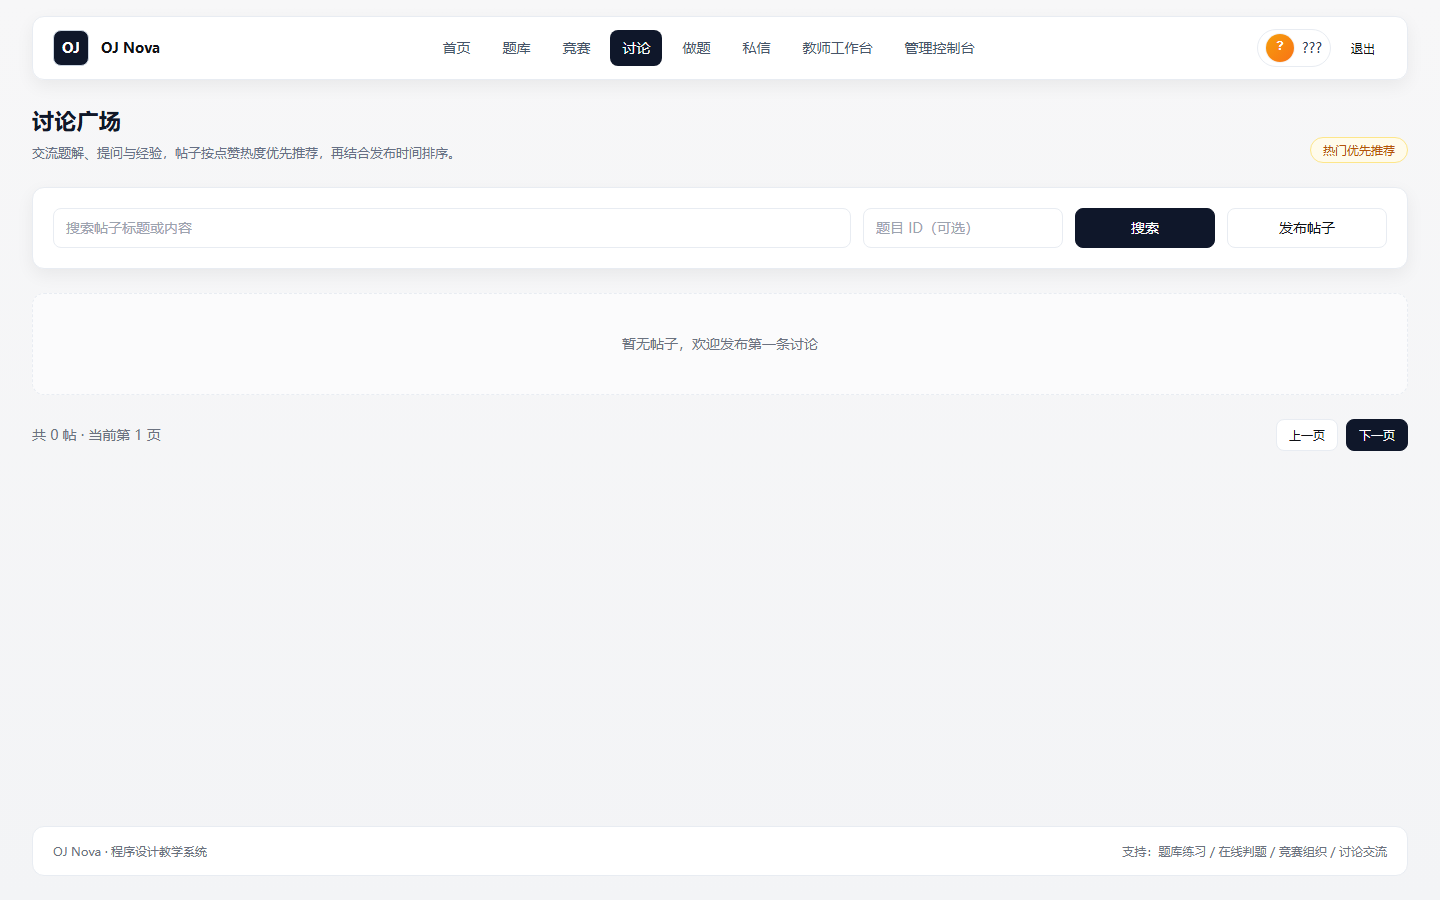 OJ OJ Nova 首页 题库 竞赛 讨论 做题 私信 教师工作台 管理控制台 ? ??? 退出
讨论广场
交流题解、提问与经验，帖子按点赞热度优先推荐，再结合发布时间排序。
热门优先推荐
搜索帖子标题或内容 题目 ID（可选） 搜索 发布帖子
暂无帖子，欢迎发布第一条讨论
共 0 帖 · 当前第 1 页 上一页 下一页
OJ Nova · 程序设计教学系统 支持：题库练习 / 在线判题 / 竞赛组织 / 讨论交流